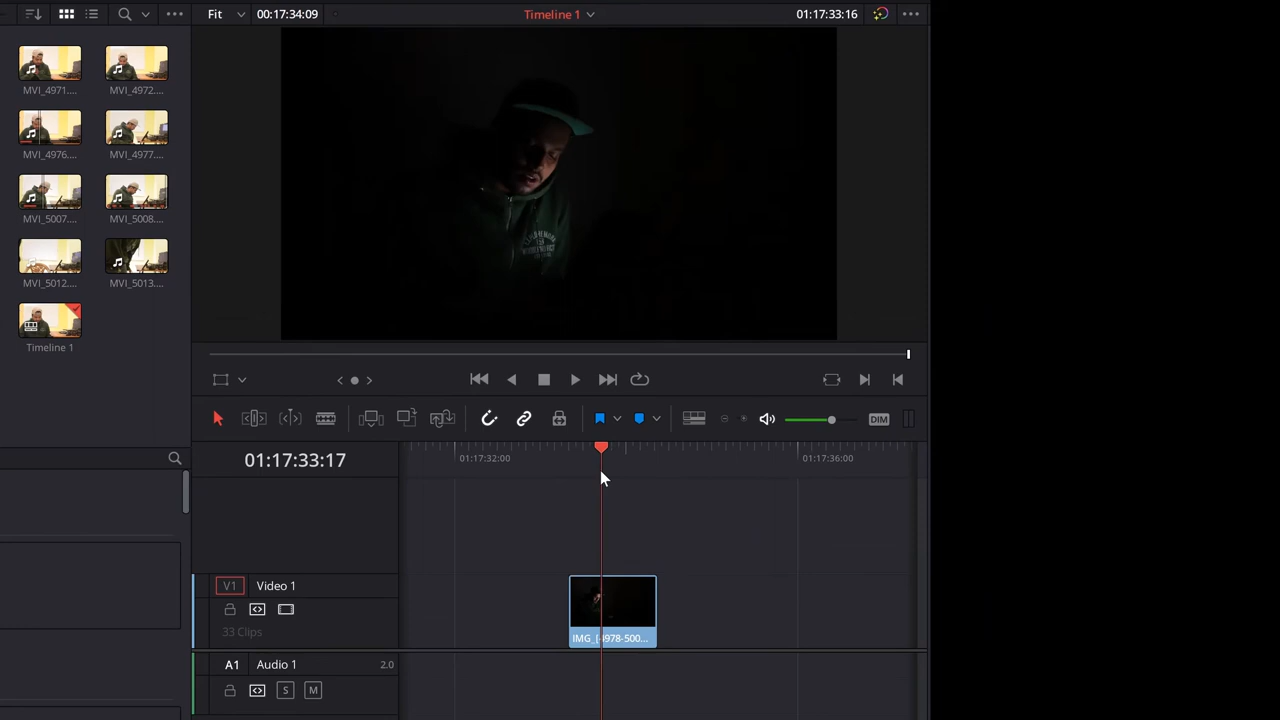 Fit
00:17:34:09
Timeline 1
01:17:33:16
MVI_4971....
MVI_4972....
MVI_4976....
MVI_4977....
MVI_5007....
MVI_5008....
MVI_5012....
MVI_5013....
Timeline 1
DIM
01:17:33:17
01:17:32:00
01:17:36:00
V1
Video 1
33 Clips
IMG_[4978-500...
A1
Audio 1
2.0
S
M